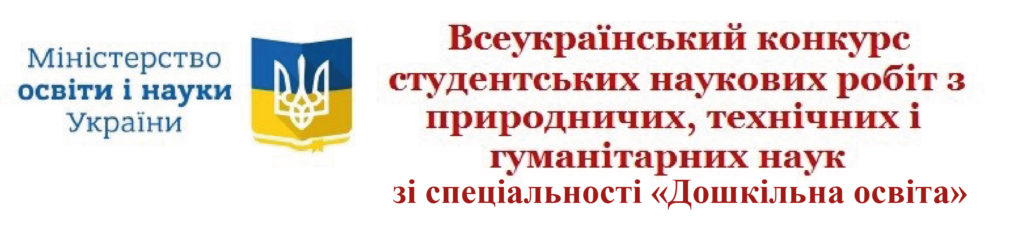 Міністерство
освіти і науки
України
Всеукраїнський конкурс
студентських наукових робіт з
природничих, технічних і
гуманітарних наук
зі спеціальності «Дошкільна освіта»